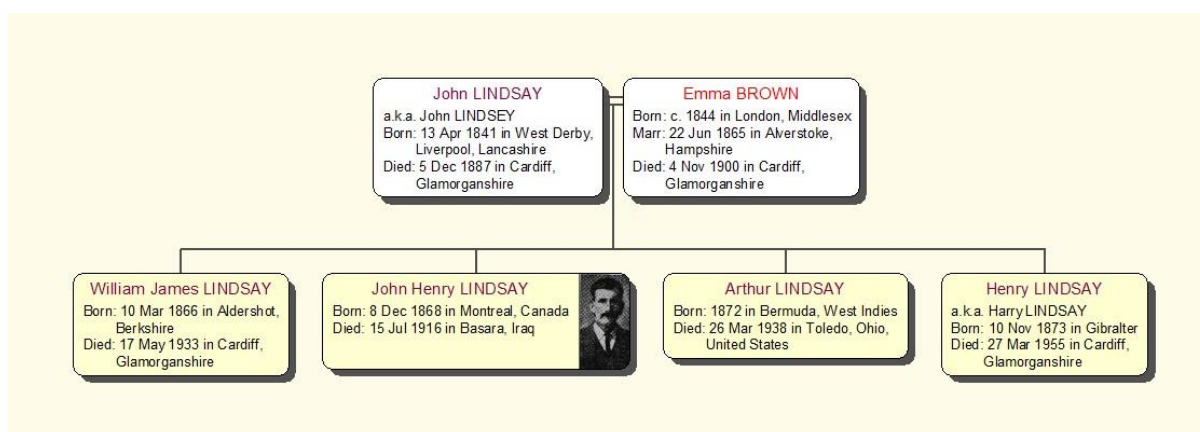 John LINDSAY
a.k.a. John LINDSEY
Born: 13 Apr 1841 in West Derby,
Liverpool, Lancashire
Died: 5 Dec 1887 in Cardiff,
Glamorganshire
Emma BROWN
Born: c. 1844 in London, Middlesex
Marr: 22 Jun 1865 in Alverstoke,
Hampshire
Died: 4 Nov 1900 in Cardiff,
Glamorganshire
William James LINDSAY
Born: 10 Mar 1866 in Aldershot,
Berkshire
Died: 17 May 1933 in Cardiff,
Glamorganshire
John Henry LINDSAY
Born: 8 Dec 1868 in Montreal, Canada
Died: 15 Jul 1916 in Basara, Iraq
Arthur LINDSAY
Born: 1872 in Bermuda, West Indies
Died: 26 Mar 1938 in Toledo, Ohio,
United States
Henry LINDSAY
a.k.a. Harry LINDSAY
Born: 10 Nov 1873 in Gibralter
Died: 27 Mar 1955 in Cardiff,
Glamorganshire